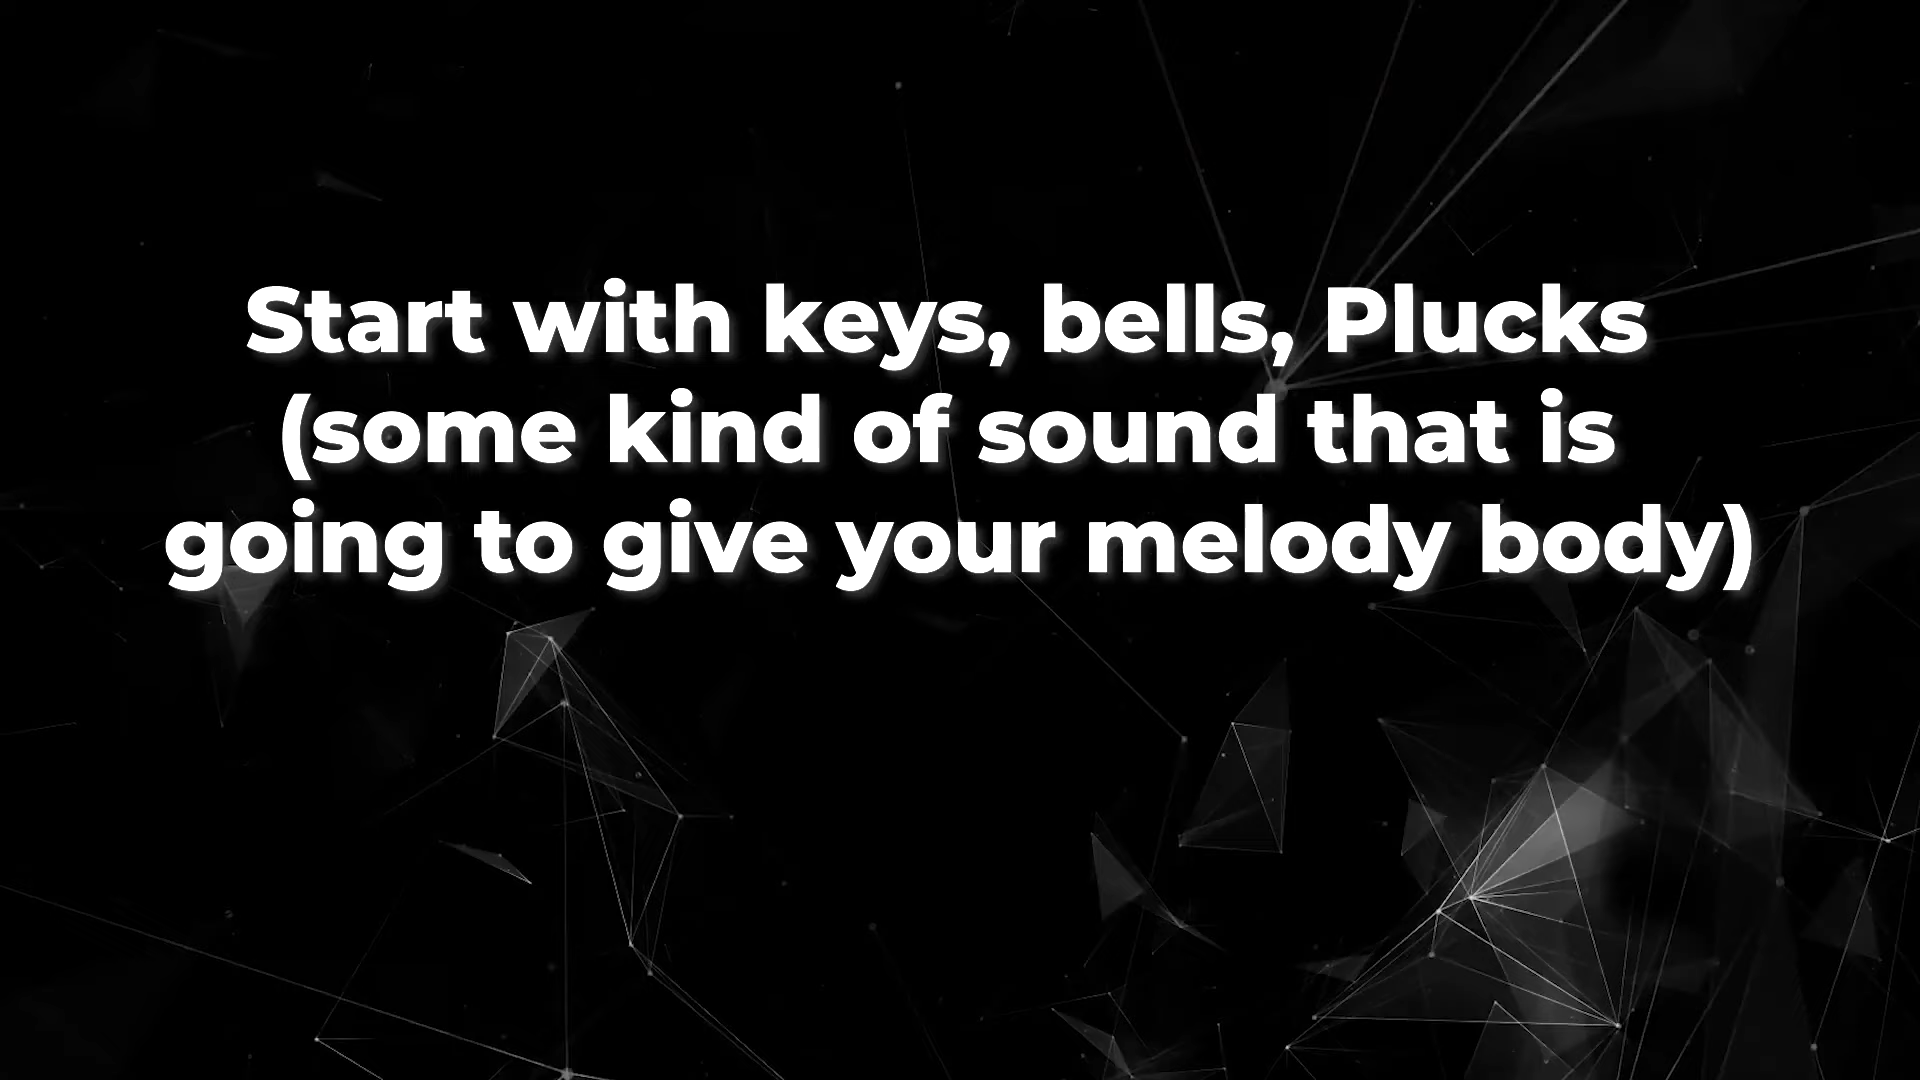 Start with keys, bells, Plucks
(some kind of sound that is
going to give your melody body)